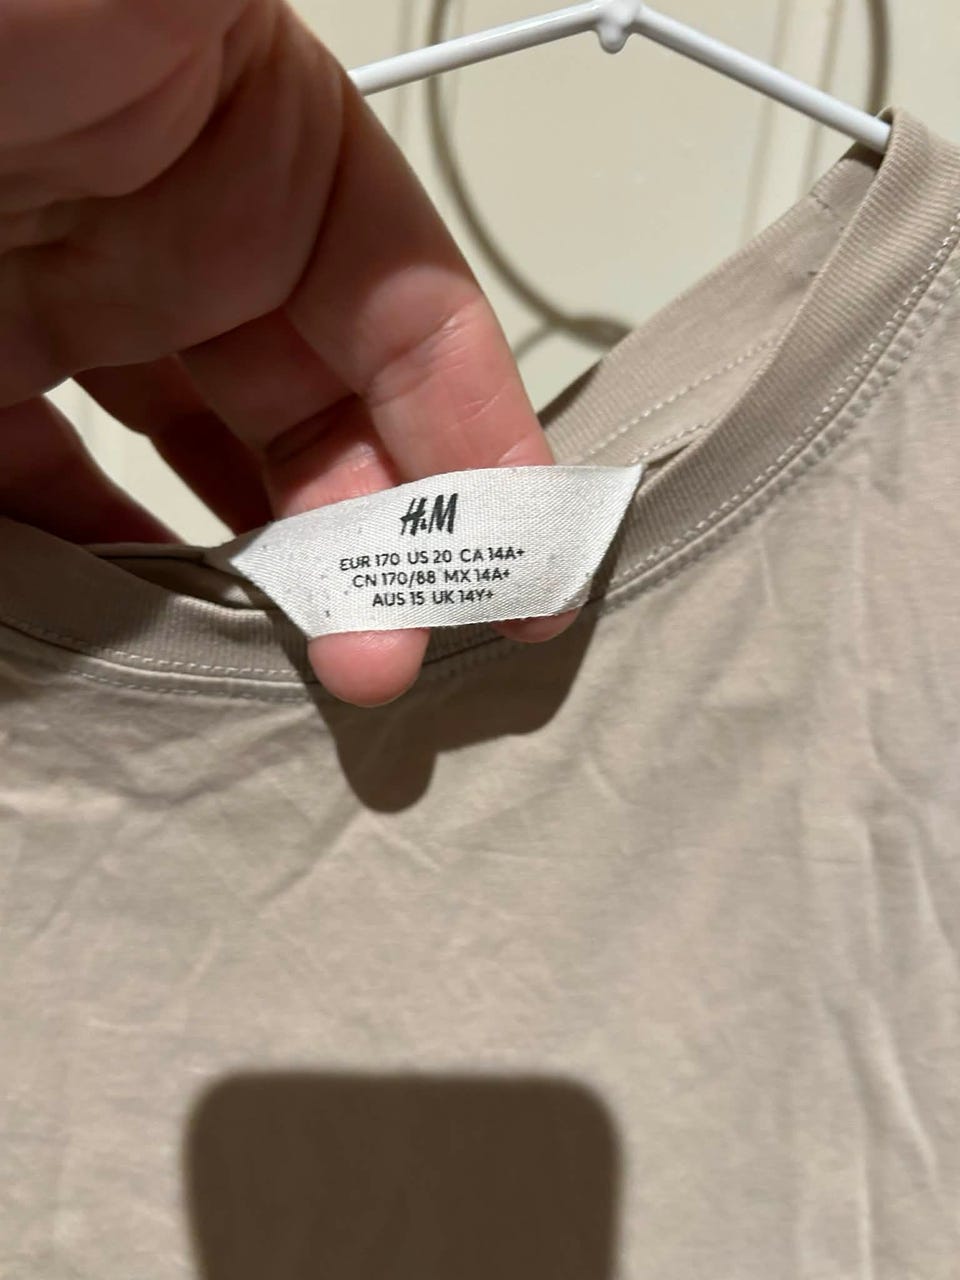 H&M
EUR 170 US 20 CA 14A+
CN 170/88 MX 14A+
AUS 15 UK 14Y+